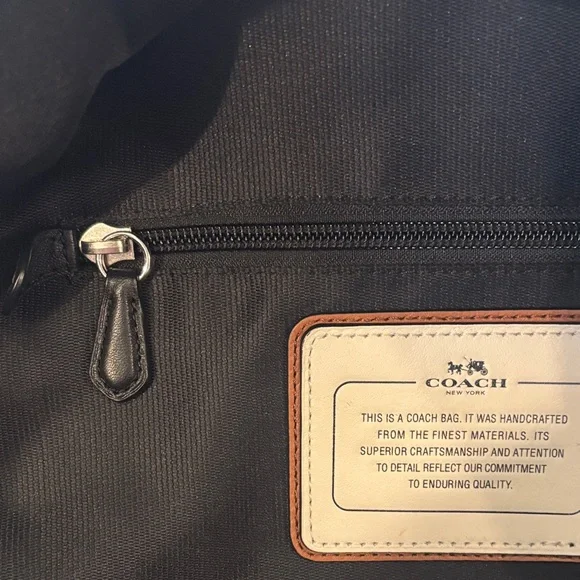 COACH
NEW YORK
THIS IS A COACH BAG. IT WAS HANDCRAFTED
FROM THE FINEST MATERIALS. ITS
SUPERIOR CRAFTSMANSHIP AND ATTENTION
TO DETAIL REFLECT OUR COMMITMENT
TO ENDURING QUALITY.